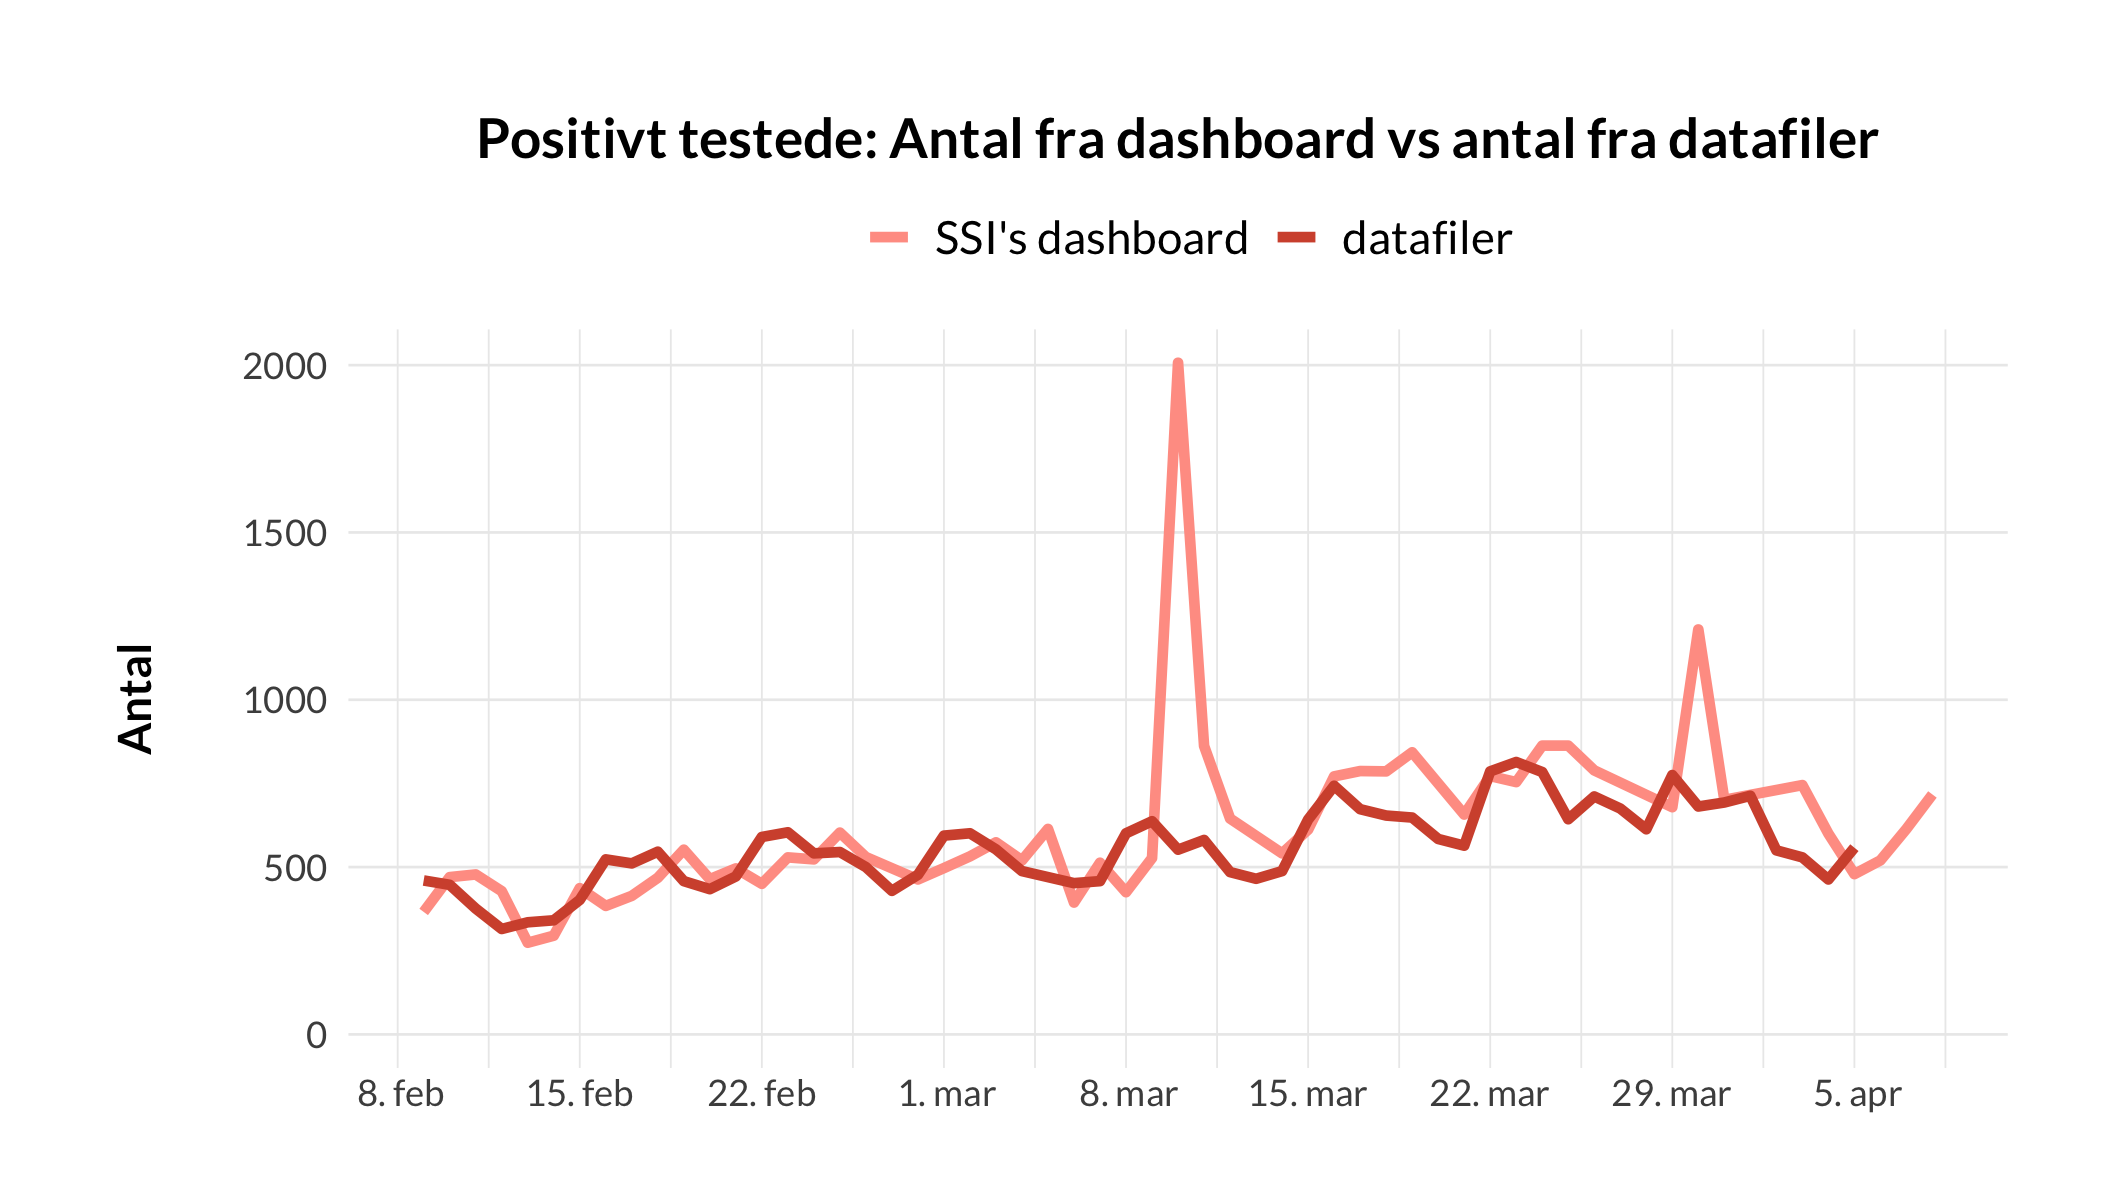 Positivt testede: Antal fra dashboard vs antal fra datafiler
SSI's dashboard datafiler
Antal
2000
1500
1000
500
0
8. feb 15. feb 22. feb 1. mar 8. mar 15. mar 22. mar 29. mar 5. apr